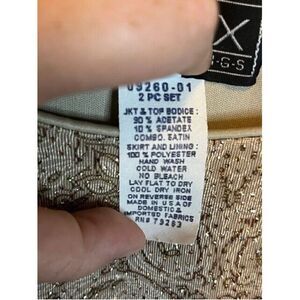 X
N·G·S
09260-01
2 PC SET
JKT & TOP BODICE:
90% ACETATE
10% SPANDEX
COMBO. SATIN
SKIRT AND LINING:
100% POLYESTER
HAND WASH
COLD WATER
NO BLEACH
LAY FLAT TO DRY
COOL DRY IRON
ON REVERSE SIDE
MADE IN U S A OF
DOMESTIC &
IMPORTED FABRICS
RN# 79263